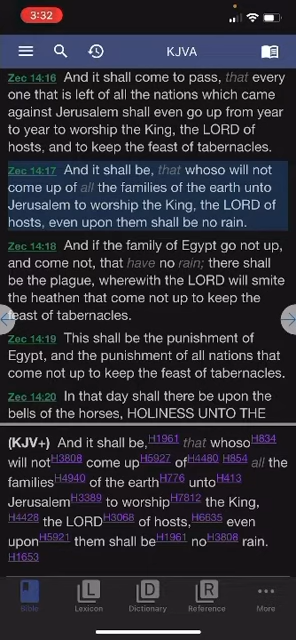 3:32
KJVA
Zec 14:16 And it shall come to pass, that every
one that is left of all the nations which came
against Jerusalem shall even go up from year
to year to worship the King, the LORD of
hosts, and to keep the feast of tabernacles.
Zec 14:17 And it shall be, that whoso will not
come up of all the families of the earth unto
Jerusalem to worship the King, the LORD of
hosts, even upon them shall be no rain.
Zec 14:18 And if the family of Egypt go not up,
and come not, that have no rain; there shall
be the plague, wherewith the LORD will smite
the heathen that come not up to keep the
feast of tabernacles.
Zec 14:19 This shall be the punishment of
Egypt, and the punishment of all nations that
come not up to keep the feast of tabernacles.
Zec 14:20 In that day shall there be upon the
bells of the horses, HOLINESS UNTO THE
(KJV+) And it shall be,H1961 that whosoH834
will notH3808 come upH5927 ofH4480 H854 all the
familiesH4940 of the earthH776 untoH413
JerusalemH3389 to worshipH7812 the King,
H4428 the LORDH3068 of hosts,H6635 even
uponH5921 them shall beH1961 noH3808 rain.
H1653
L D R
Bible Lexicon Dictionary Reference More